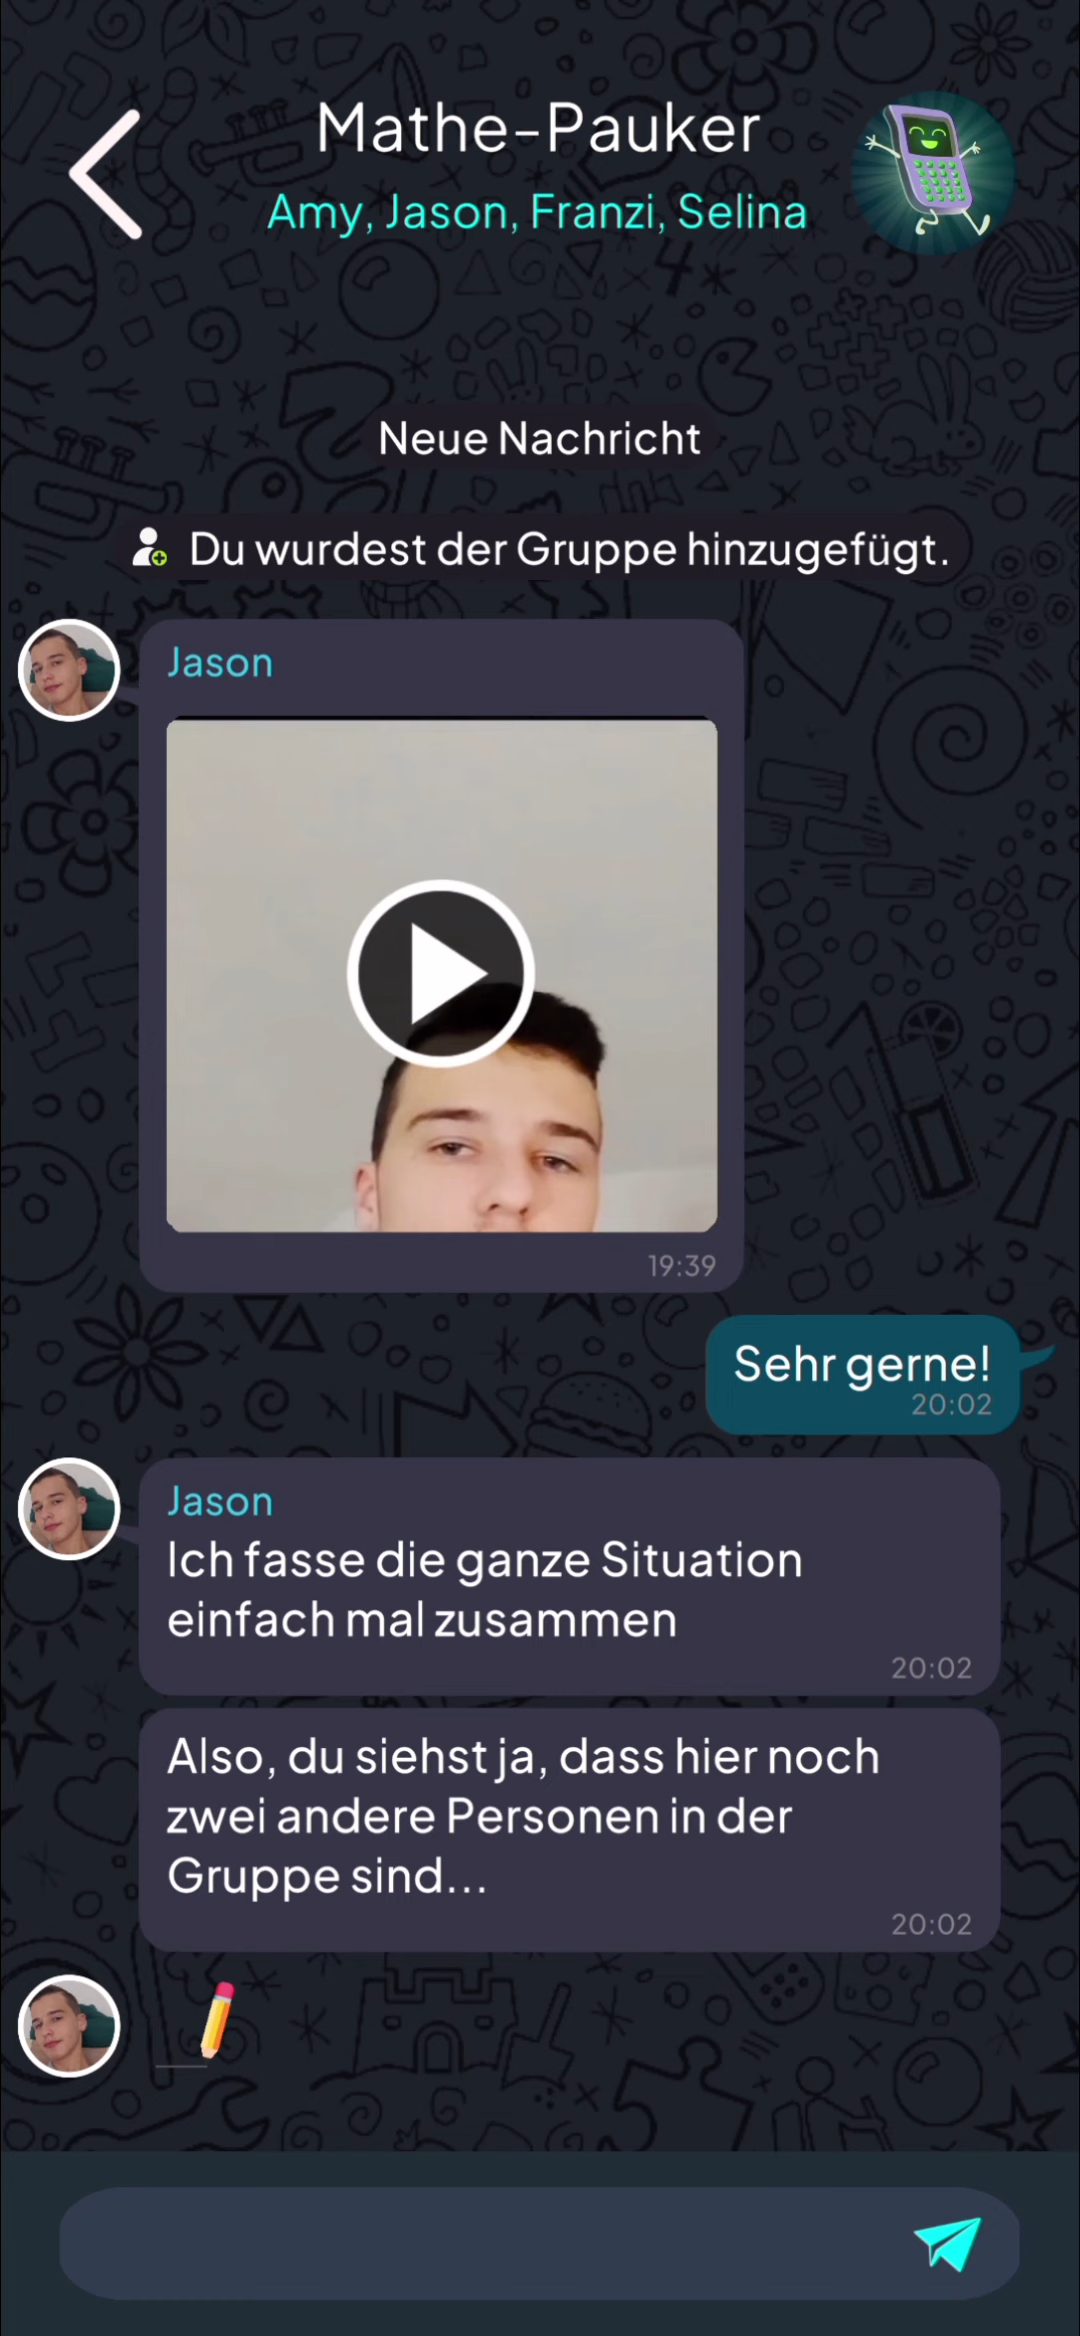 Mathe-Pauker
Amy, Jason, Franzi, Selina
Neue Nachricht
Du wurdest der Gruppe hinzugefügt.
Jason
19:39
Sehr gerne!
20:02
Jason
Ich fasse die ganze Situation
einfach mal zusammen
20:02
Also, du siehst ja, dass hier noch
zwei andere Personen in der
Gruppe sind...
20:02